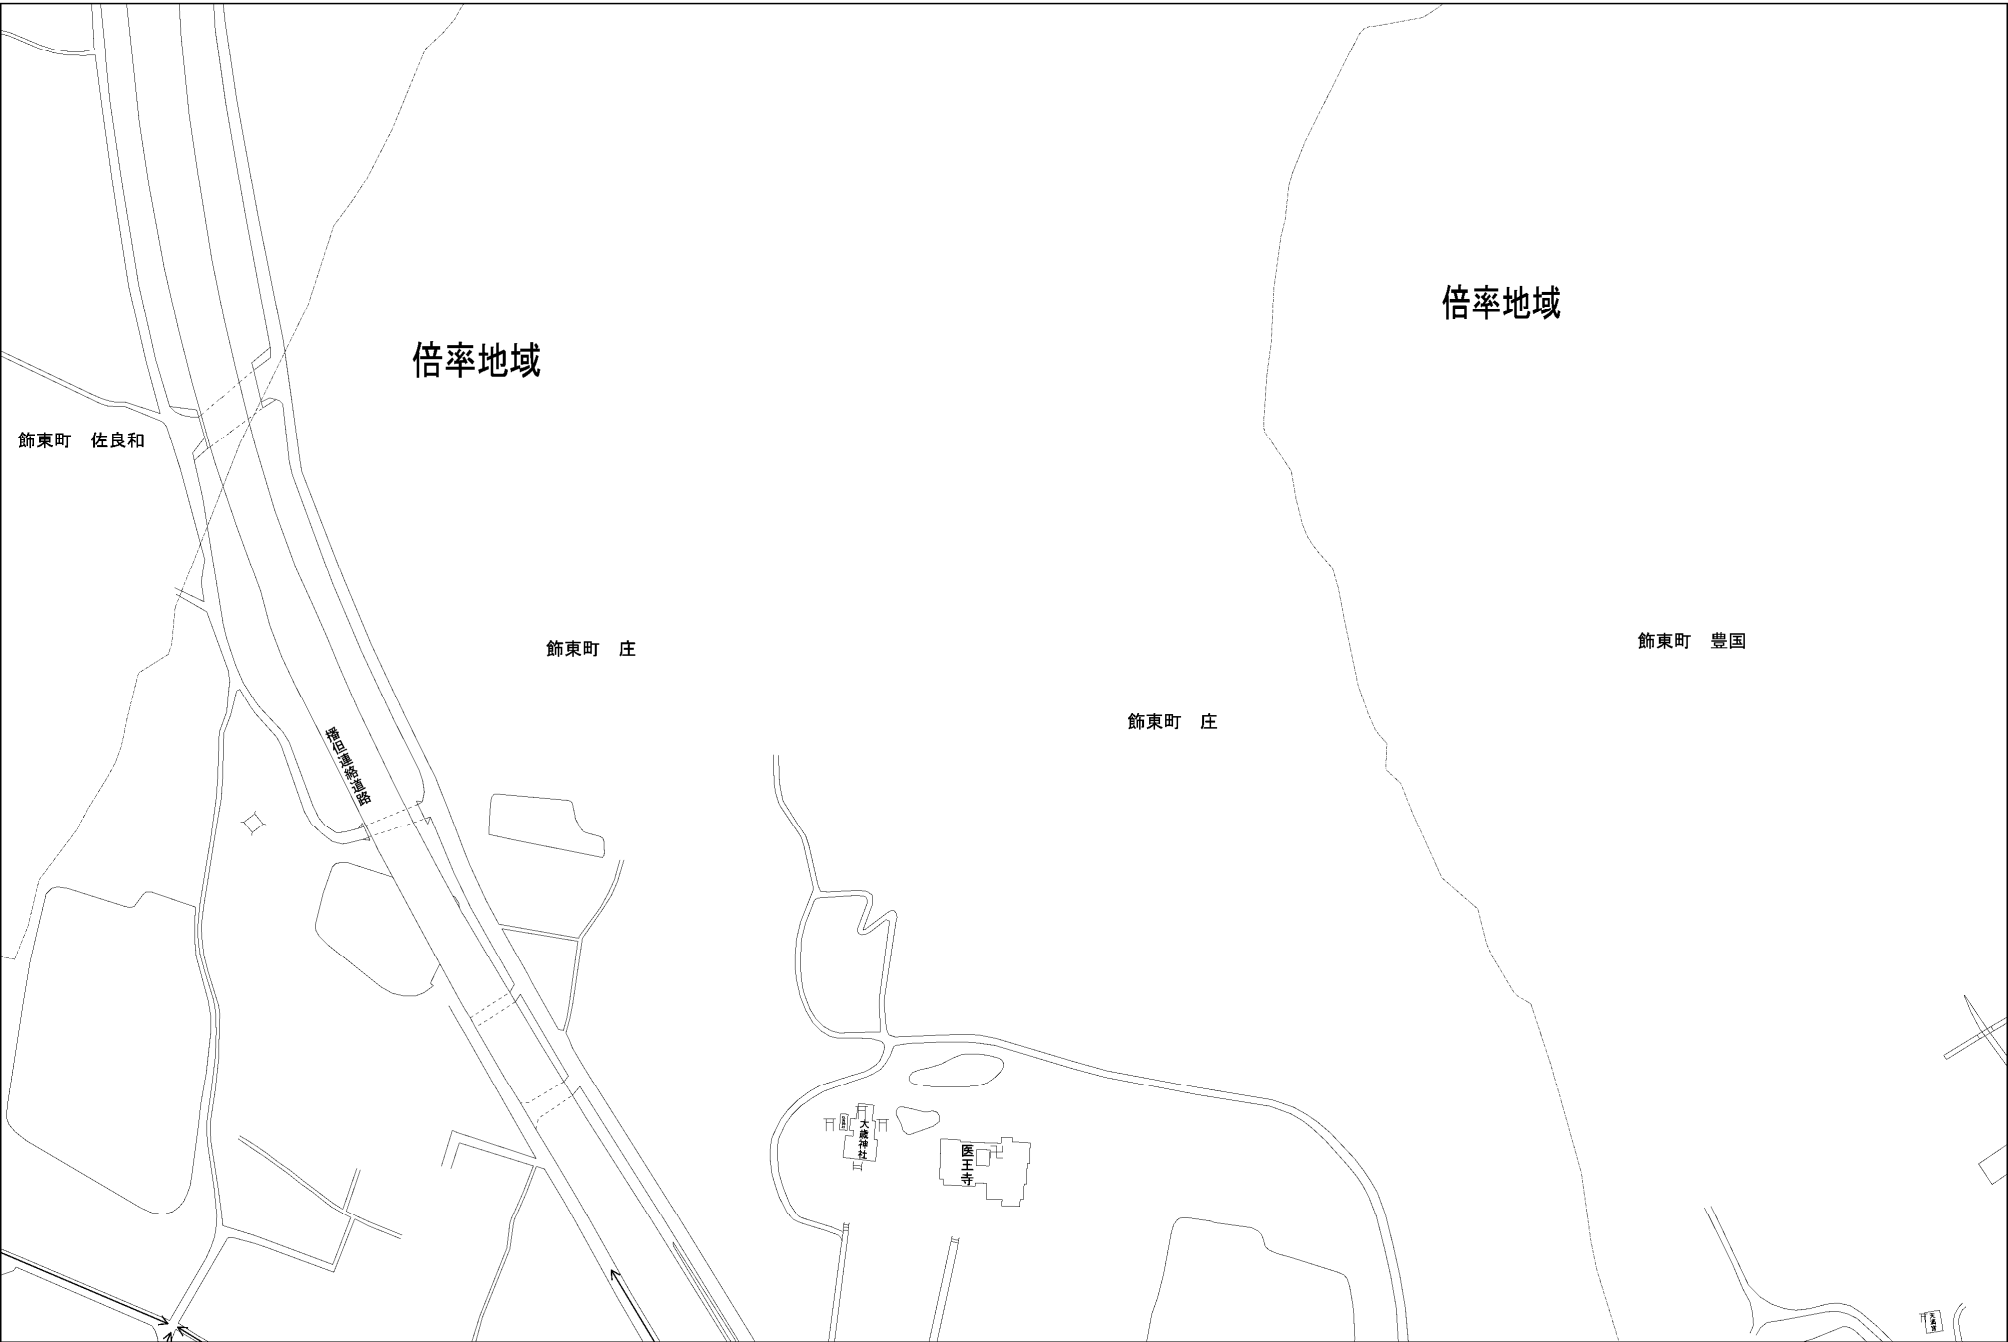 倍率地域
倍率地域
飾東町　佐良和
飾東町　庄
飾東町　豊国
飾東町　庄
播但連絡道路
大歳神社
医王寺